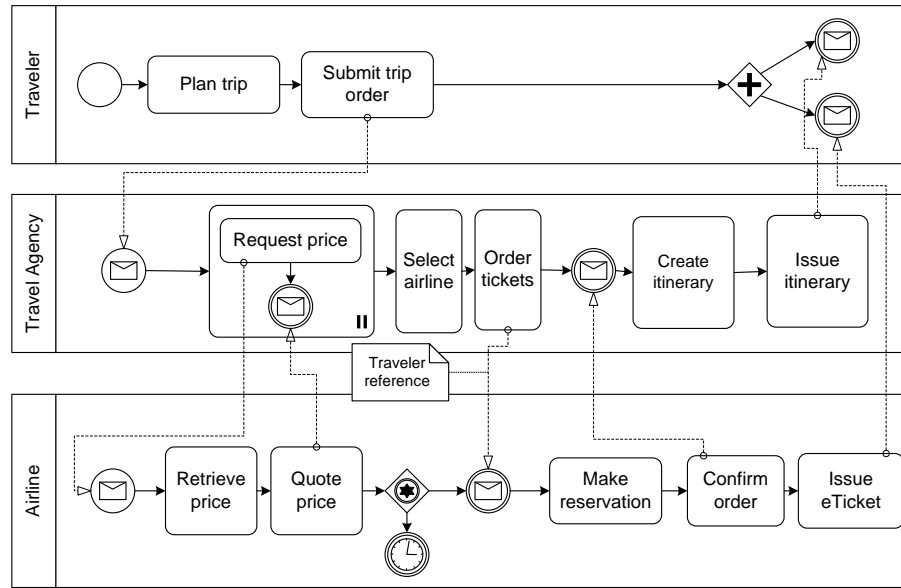 Traveler
Plan trip
Submit trip
order
Travel Agency
Request price
Select
airline
Order
tickets
Create
itinerary
Issue
itinerary
Traveler
reference
Airline
Retrieve
price
Quote
price
Make
reservation
Confirm
order
Issue
eTicket